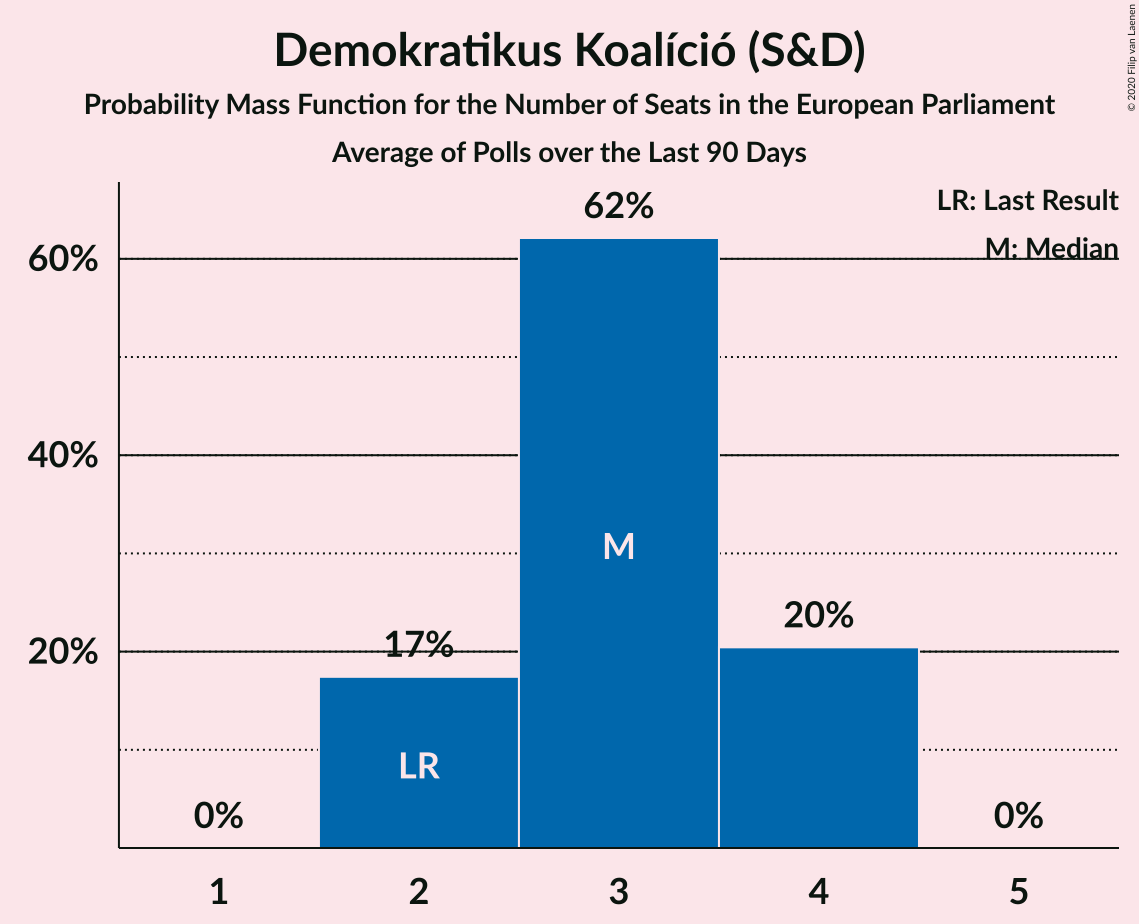 Demokratikus Koalíció (S&D)
Probability Mass Function for the Number of Seats in the European Parliament
Average of Polls over the Last 90 Days
© 2020 Filip van Laenen
LR: Last Result
M: Median
62%
60%
40%
M
20%
17%
20%
LR
0%
0%
1 2 3 4 5